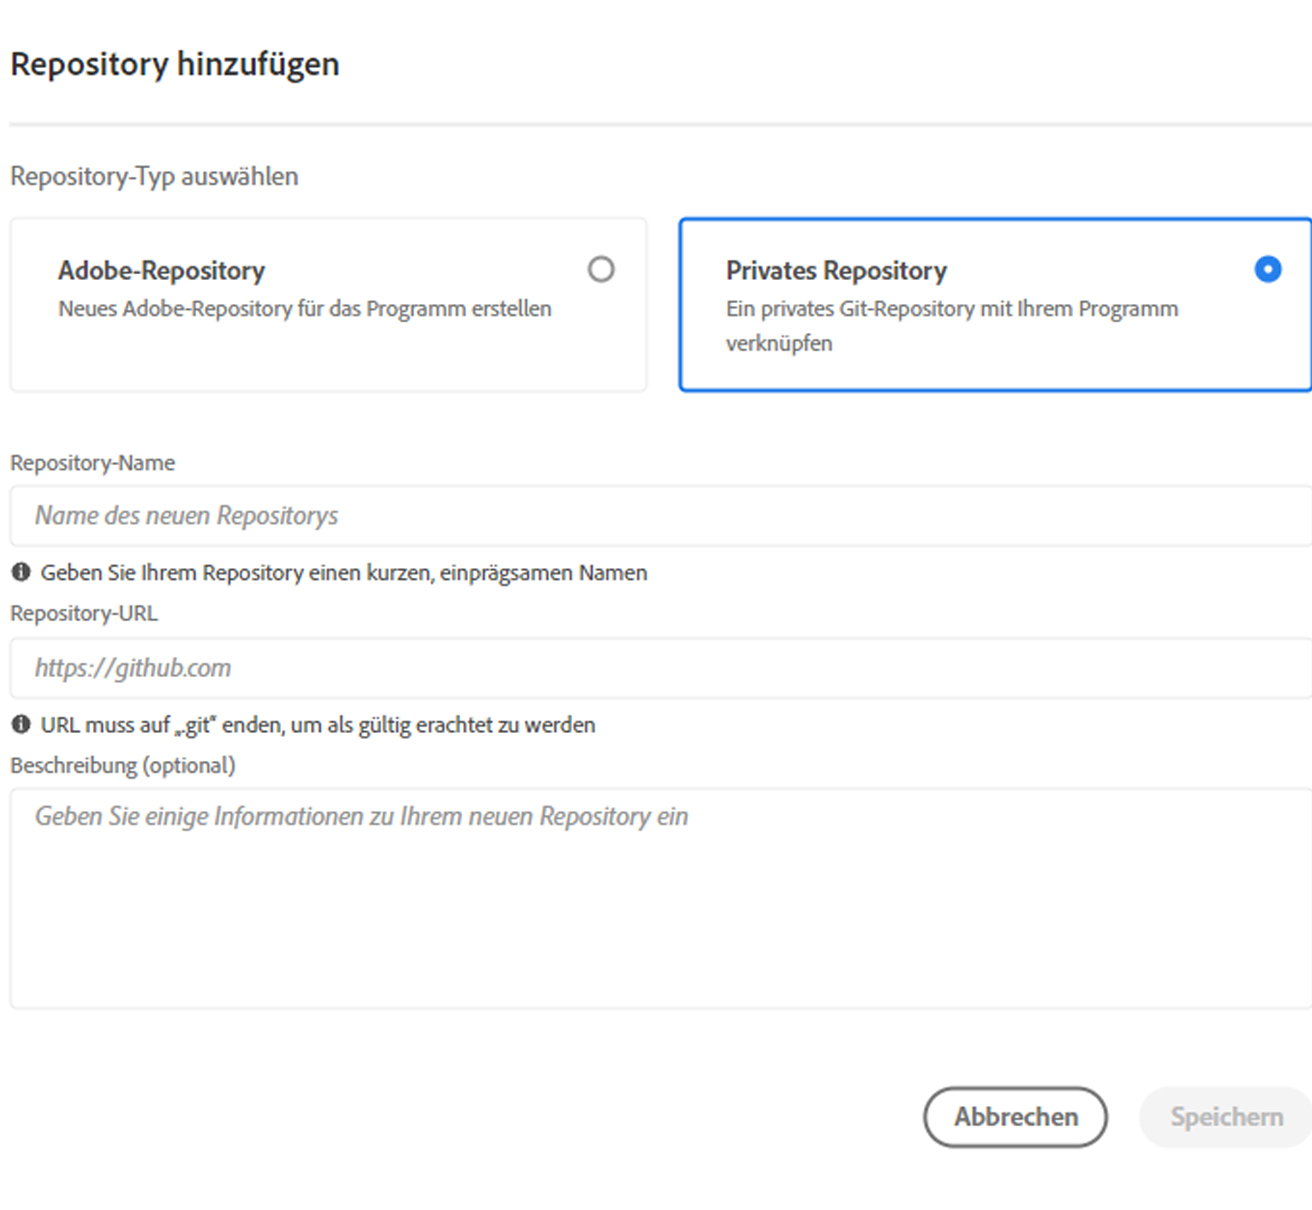 Repository hinzufügen
Repository-Typ auswählen
Adobe-Repository
Neues Adobe-Repository für das Programm erstellen
Privates Repository
Ein privates Git-Repository mit Ihrem Programm
verknüpfen
Repository-Name
Name des neuen Repositorys
Geben Sie Ihrem Repository einen kurzen, einprägsamen Namen
Repository-URL
https://github.com
URL muss auf „.git“ enden, um als gültig erachtet zu werden
Beschreibung (optional)
Geben Sie einige Informationen zu Ihrem neuen Repository ein
Abbrechen
Speichern